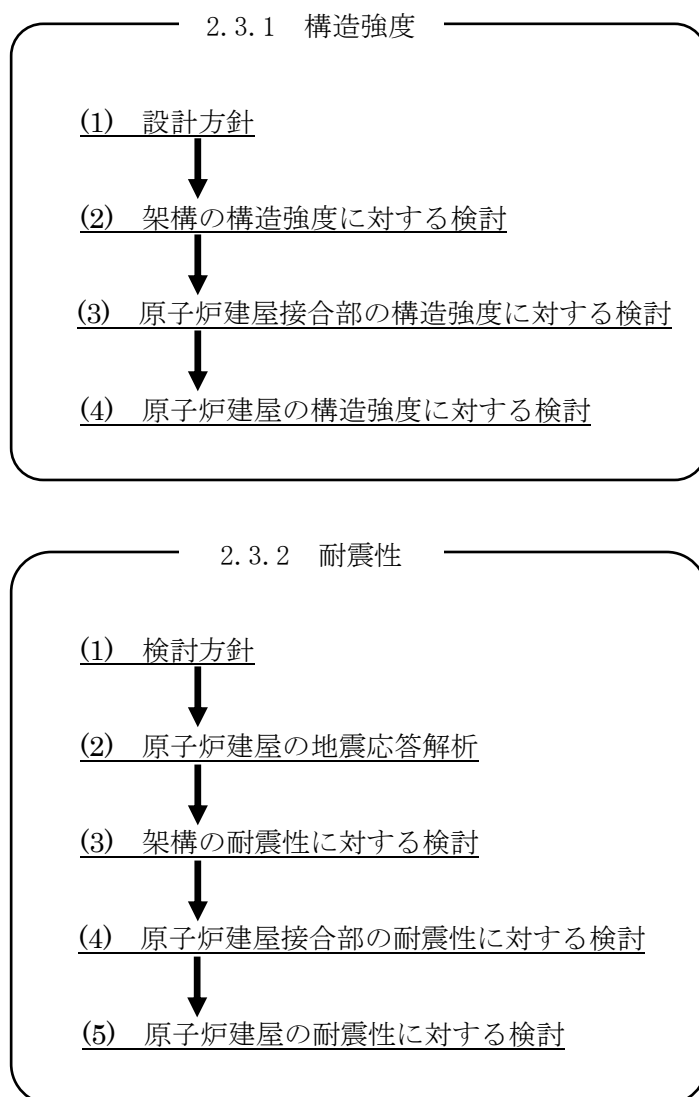 2.3.1 構造強度
(1) 設計方針
(2) 架構の構造強度に対する検討
(3) 原子炉建屋接合部の構造強度に対する検討
(4) 原子炉建屋の構造強度に対する検討
2.3.2 耐震性
(1) 検討方針
(2) 原子炉建屋の地震応答解析
(3) 架構の耐震性に対する検討
(4) 原子炉建屋接合部の耐震性に対する検討
(5) 原子炉建屋の耐震性に対する検討